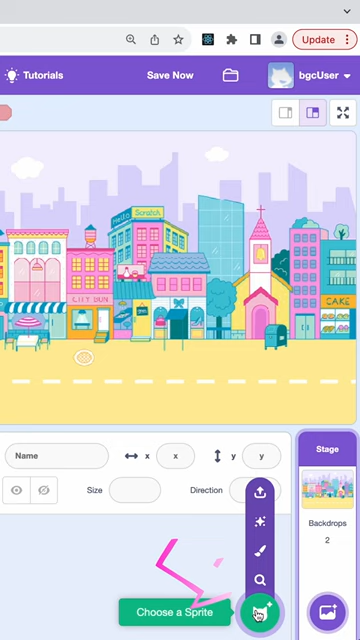 Update
Tutorials
Save Now
bgcUser
Hello Scratch
CITY BUN
CAKE
Name
x
x
y
y
Size
Direction
Stage
Backdrops
2
Choose a Sprite